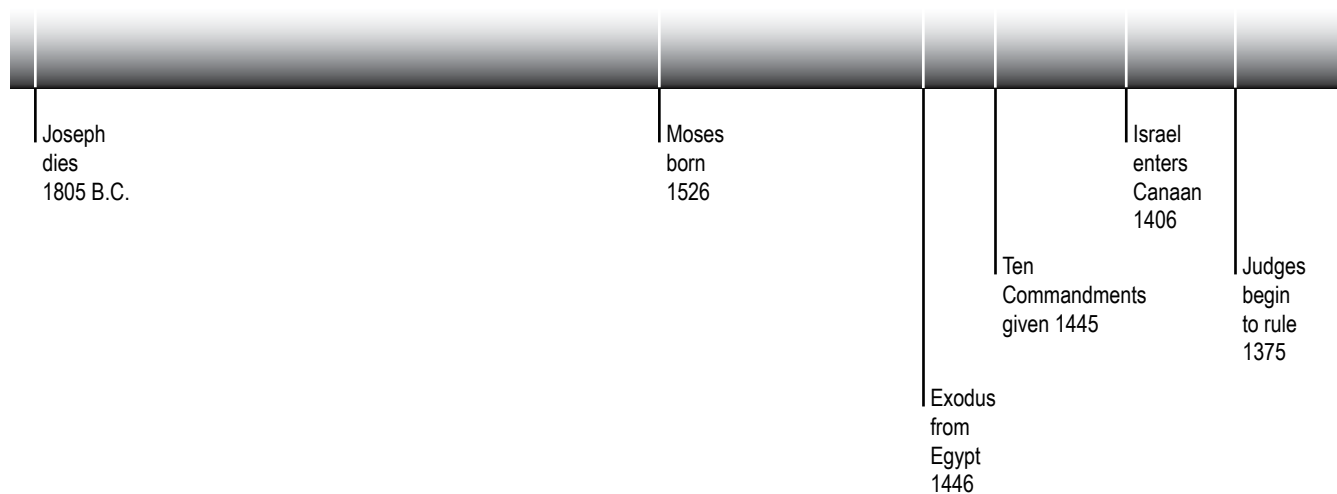 Joseph
dies
1805 B.C.
Moses
born
1526
Exodus
from
Egypt
1446
Ten
Commandments
given 1445
Israel
enters
Canaan
1406
Judges
begin
to rule
1375